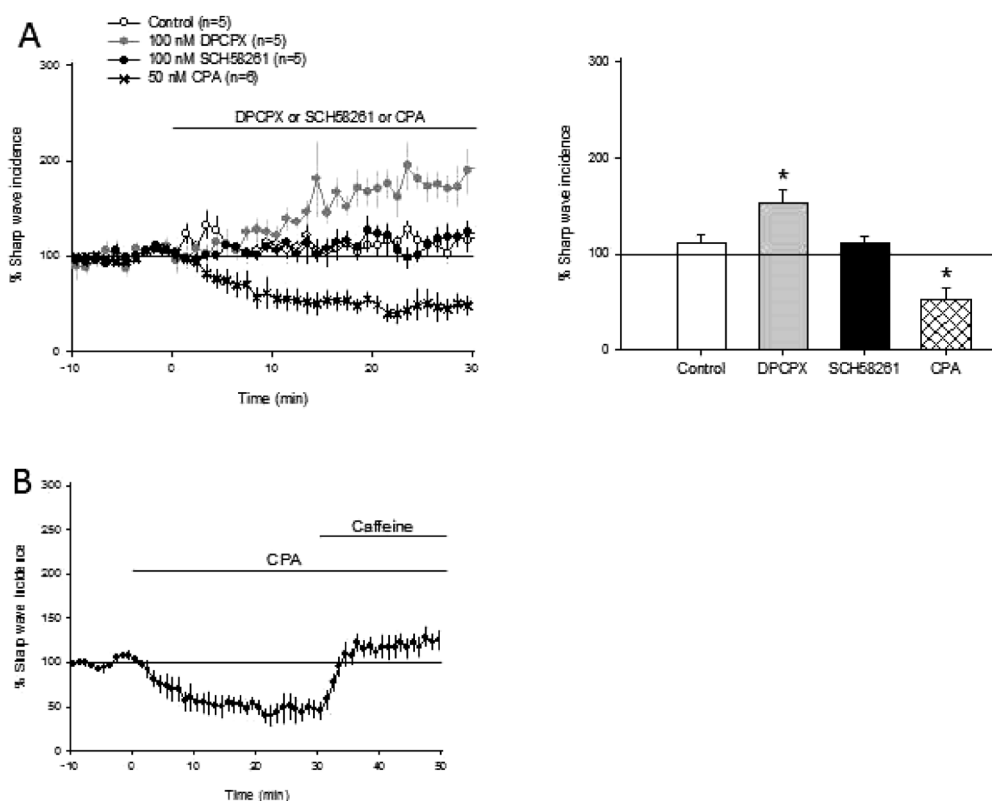 A
Control (n=5)
100 nM DPCPX (n=5)
100 nM SCH58261 (n=5)
50 nM CPA (n=6)
DPCPX or SCH58261 or CPA
% Sharp wave incidence
300
200
100
0
-10 0 10 20 30
Time (min)
% Sharp wave incidence
300
200
100
0
* *
Control DPCPX SCH58261 CPA
B
Caffeine
CPA
% Sharp wave Incidence
300
250
200
150
100
50
0
-10 0 10 20 30 40 50
Time (min)